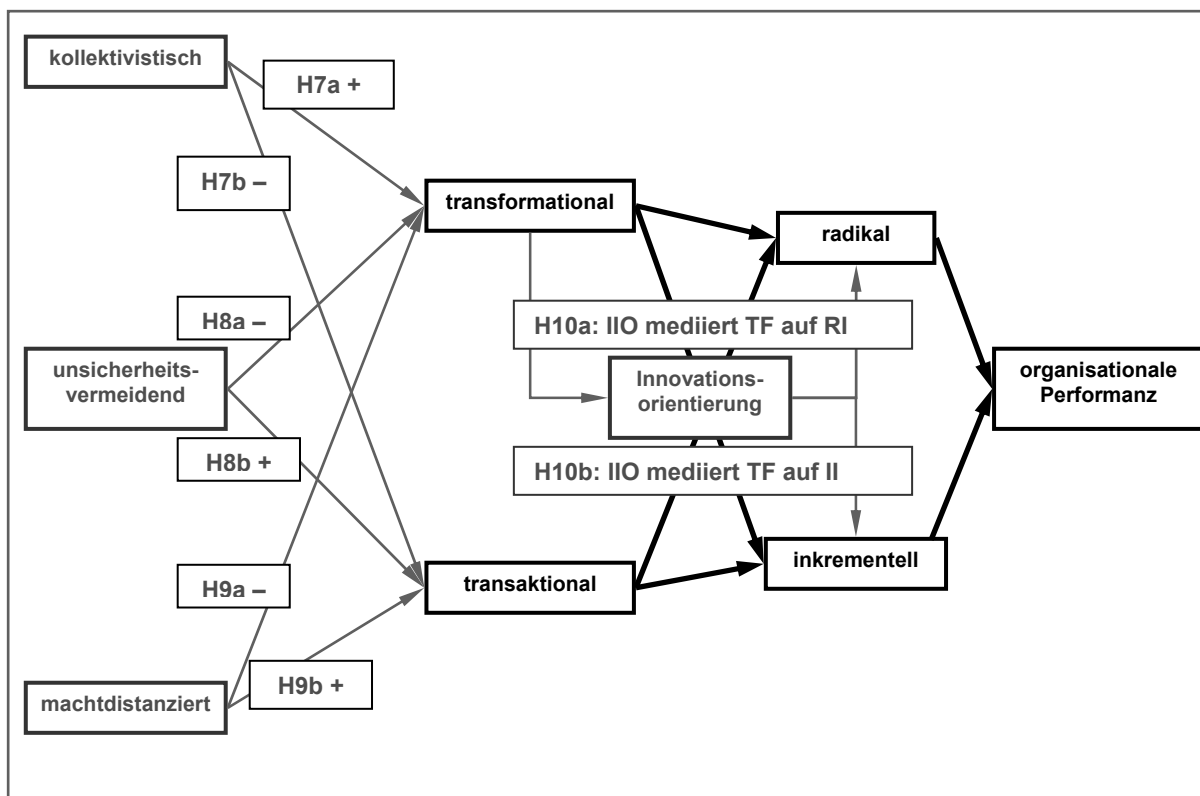 kollektivistisch
H7a +
H7b –
transformational
radikal
H8a –
H10a: IIO mediiert TF auf RI
unsicherheits-
vermeidend
Innovations-
orientierung
organisationale
Performanz
H8b +
H10b: IIO mediiert TF auf II
inkrementell
H9a –
transaktional
H9b +
machtdistanziert